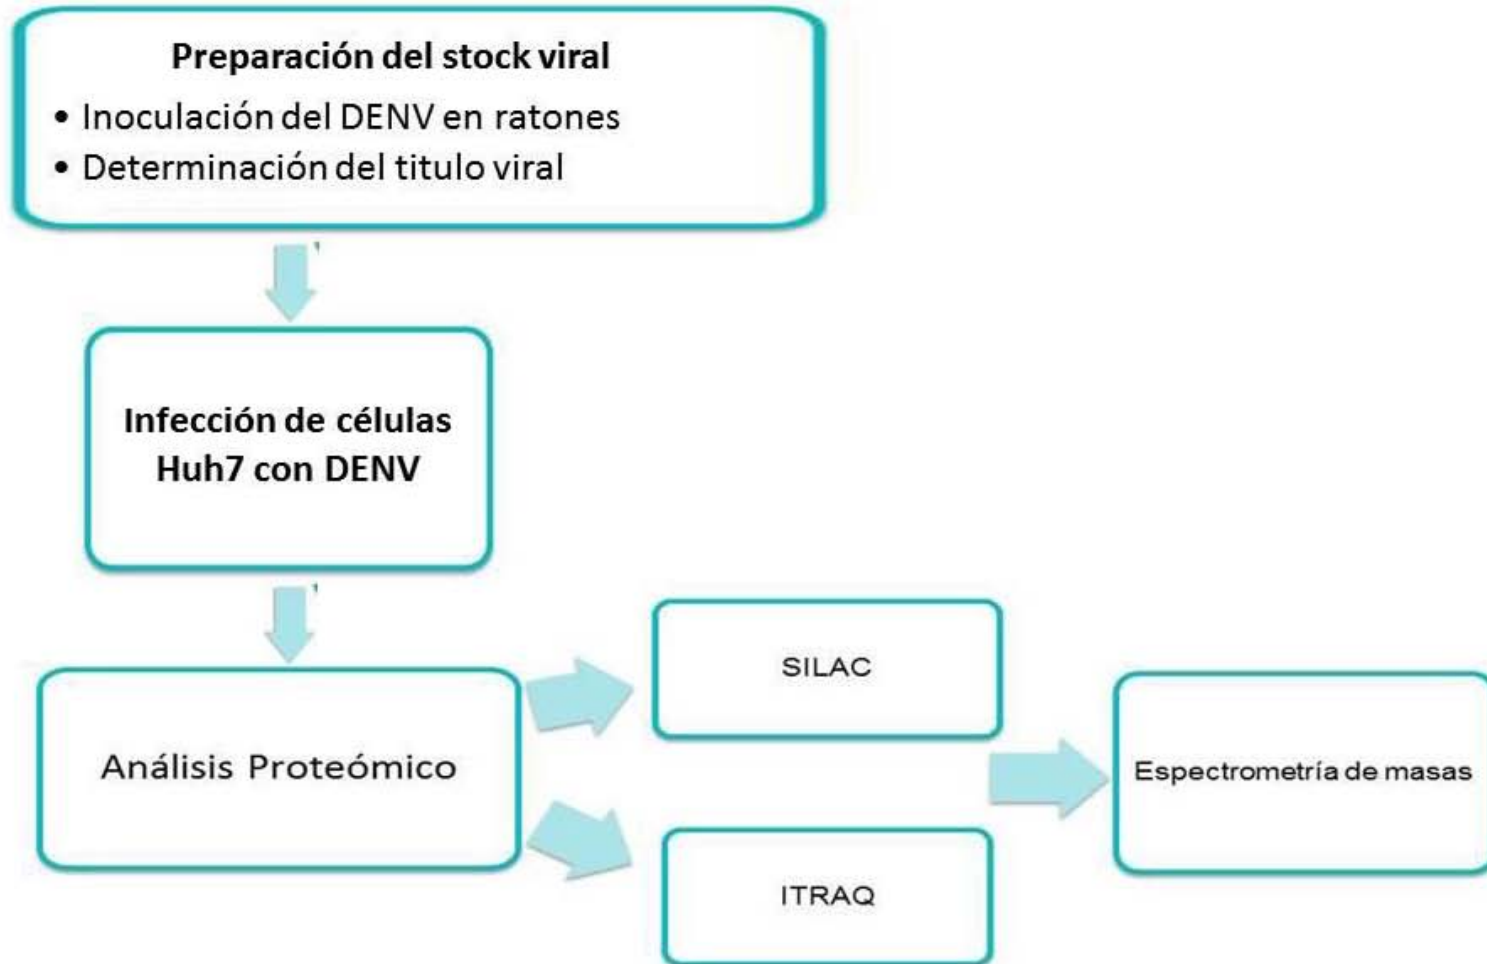 Preparación del stock viral
• Inoculación del DENV en ratones
• Determinación del titulo viral
Infección de células
Huh7 con DENV
Análisis Proteómico
SILAC
ITRAQ
Espectrometría de masas